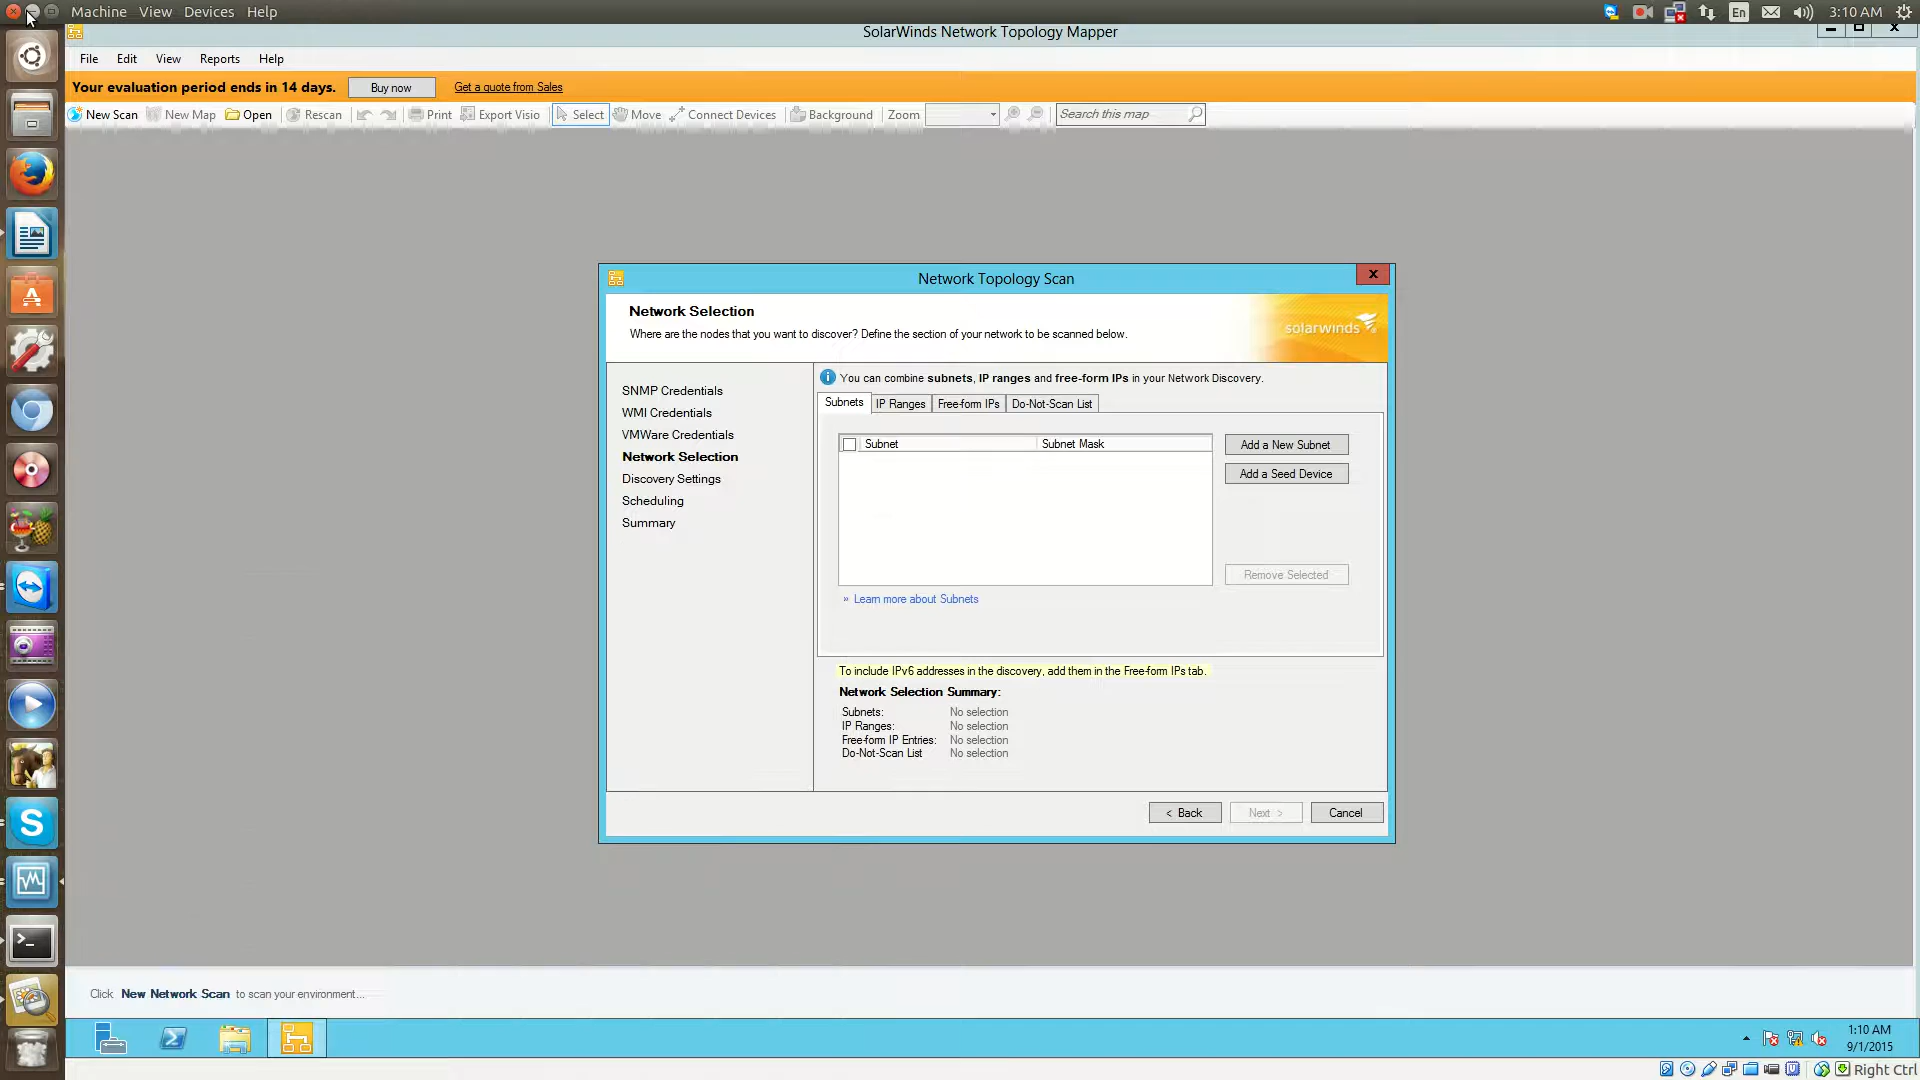 Machine View Devices Help
En 3:10 AM
SolarWinds Network Topology Mapper
File Edit View Reports Help
Your evaluation period ends in 14 days. Buy now Get a quote from Sales
New Scan New Map Open Rescan Print Export Visio Select Move Connect Devices Background Zoom Search this map
Network Topology Scan
x
Network Selection
Where are the nodes that you want to discover? Define the section of your network to be scanned below.
solarwinds
SNMP Credentials
WMI Credentials
VMWare Credentials
Network Selection
Discovery Settings
Scheduling
Summary
You can combine subnets, IP ranges and free-form IPs in your Network Discovery.
Subnets IP Ranges Free-form IPs Do-Not-Scan List
Subnet Subnet Mask
Add a New Subnet
Add a Seed Device
Remove Selected
» Learn more about Subnets
To include IPv6 addresses in the discovery, add them in the Free-form IPs tab.
Network Selection Summary:
Subnets: No selection
IP Ranges: No selection
Free-form IP Entries: No selection
Do-Not-Scan List No selection
< Back Next > Cancel
Click New Network Scan to scan your environment...
1:10 AM
9/1/2015
Right Ctrl